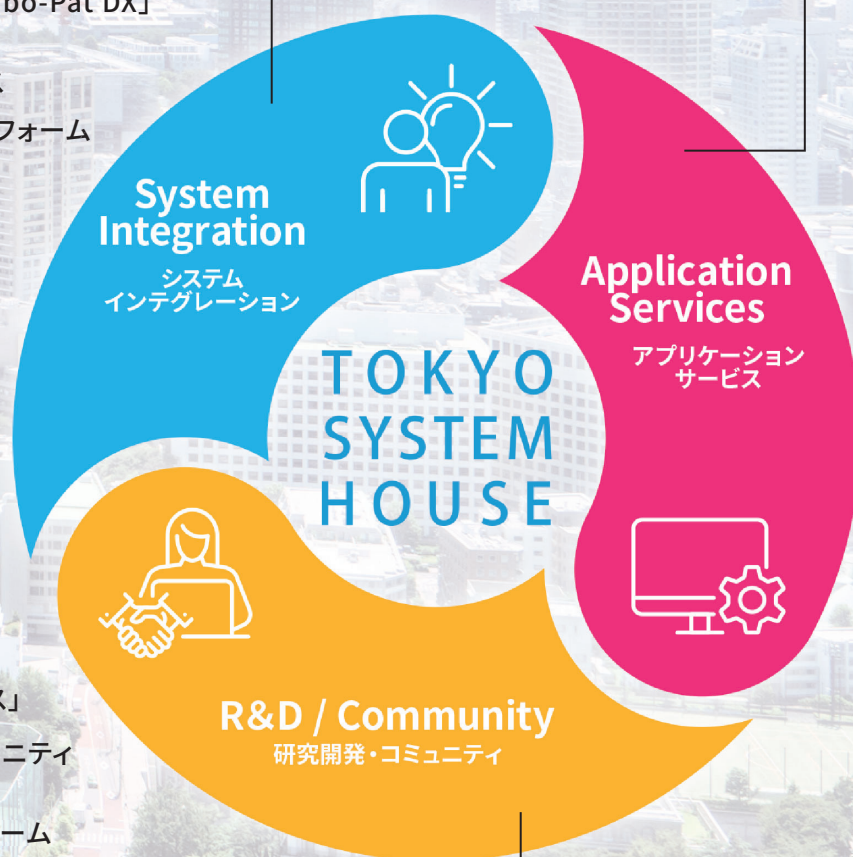 bo-Pat DX」
ス
フォーム
System
Integration
システム
インテグレーション
Application
Services
アプリケーション
サービス
TOKYO
SYSTEM
HOUSE
R&D / Community
研究開発・コミュニティ
ス」
ニティ
ーム